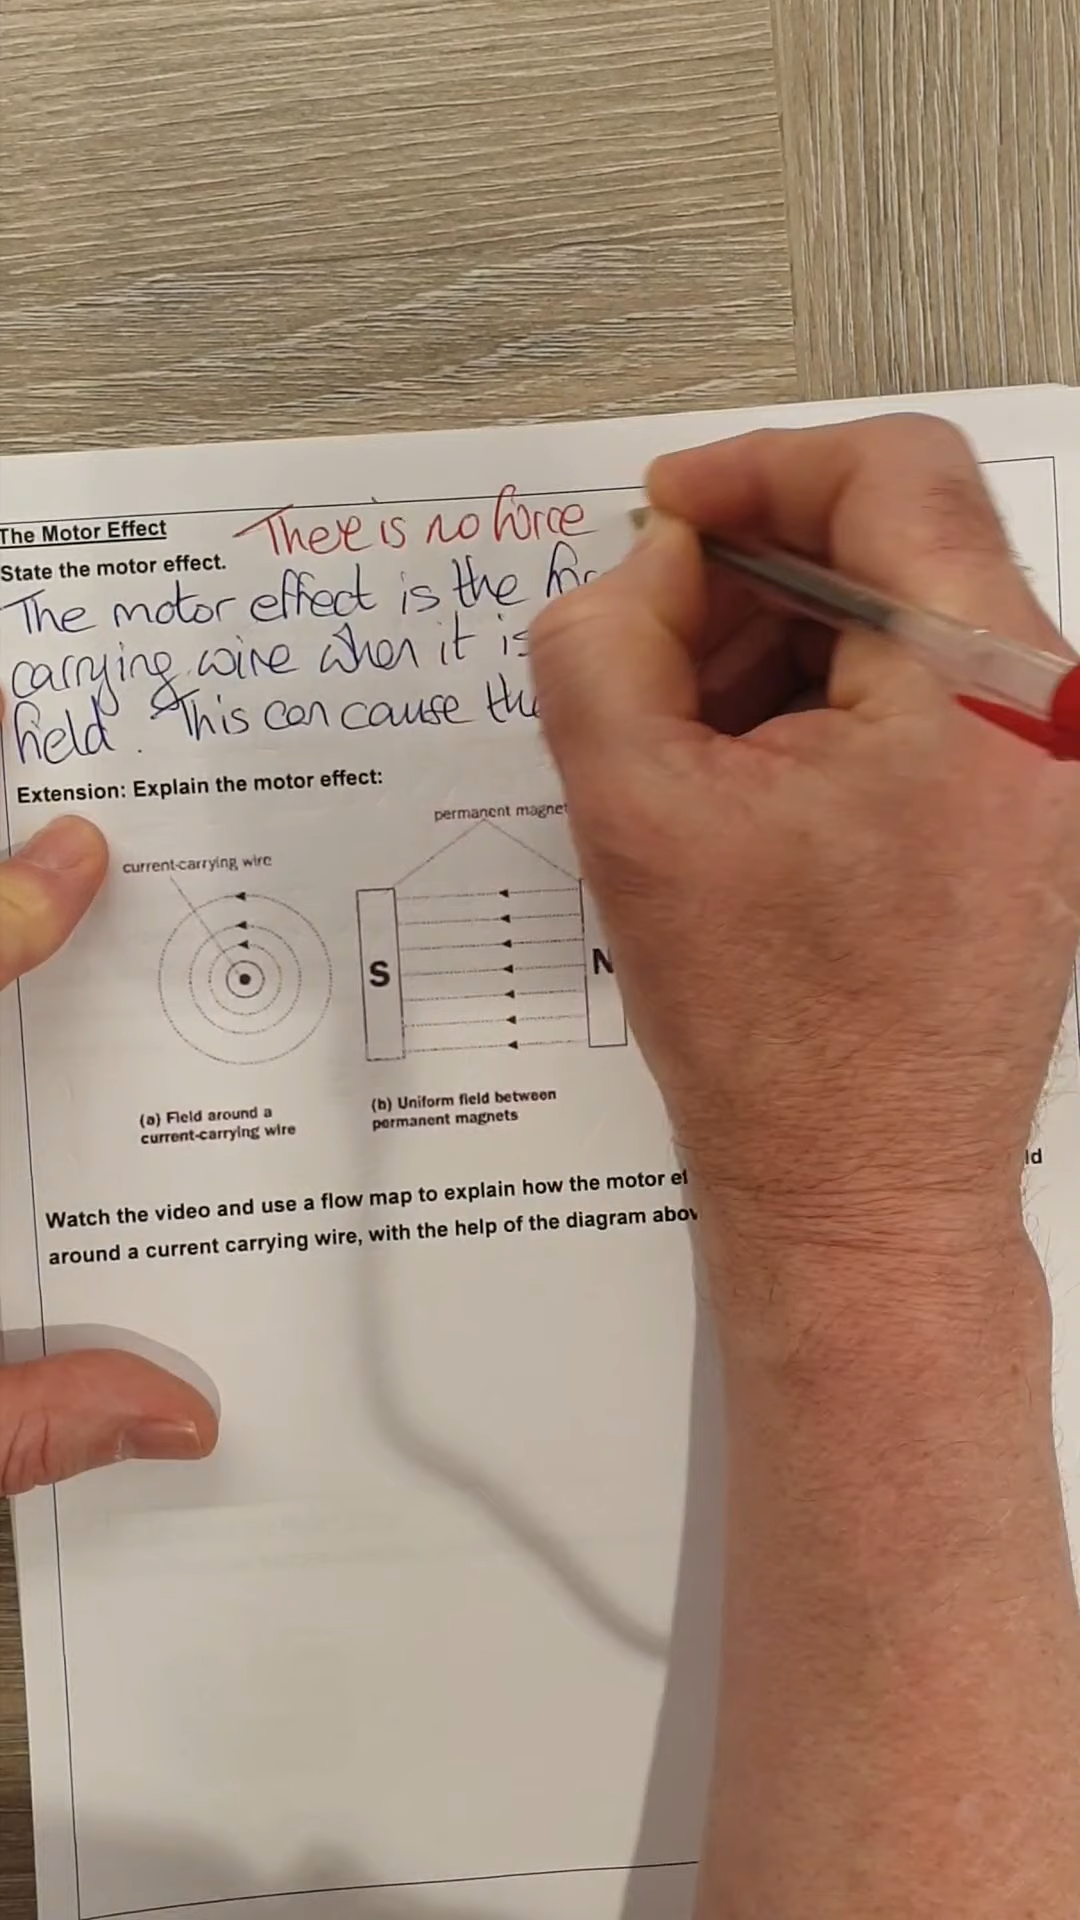 The Motor Effect
There is no force
State the motor effect.
The motor effect is the
carrying wire when it is
field. This can cause the
Extension: Explain the motor effect:
permanent magnet
current-carrying wire
S
N
(a) Field around a
current-carrying wire
(b) Uniform field between
permanent magnets
Watch the video and use a flow map to explain how the motor
around a current carrying wire, with the help of the diagram